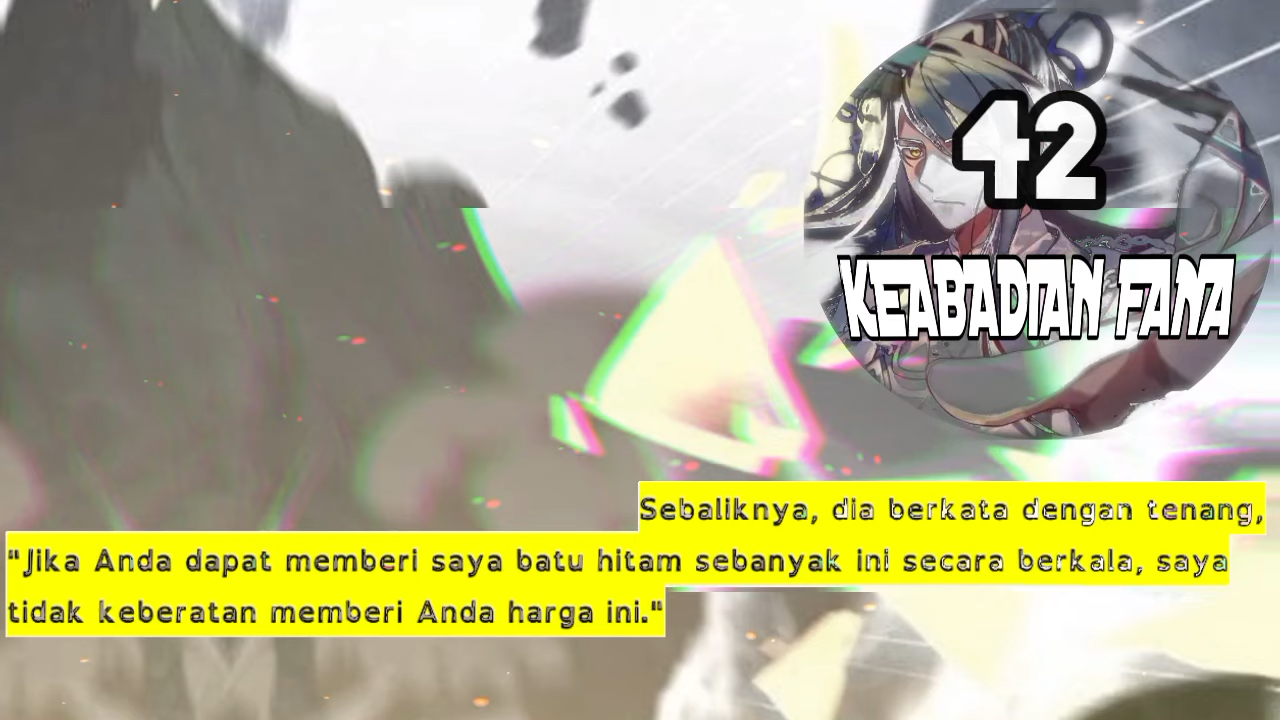 42
KEABADIAN FANA
Sebaliknya, dia berkata dengan tenang,
"Jika Anda dapat memberi saya batu hitam sebanyak ini secara berkala, saya
tidak keberatan memberi Anda harga ini."